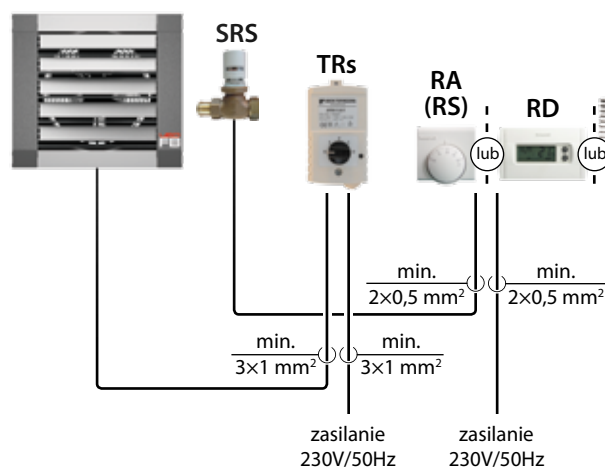 SRS
TRs
RA
(RS)
RD
lub
lub
FB
min.
2×0,5 mm²
min.
2×0,5 mm²
min.
3×1 mm²
min.
3×1 mm²
zasilanie
230V/50Hz
zasilanie
230V/50Hz